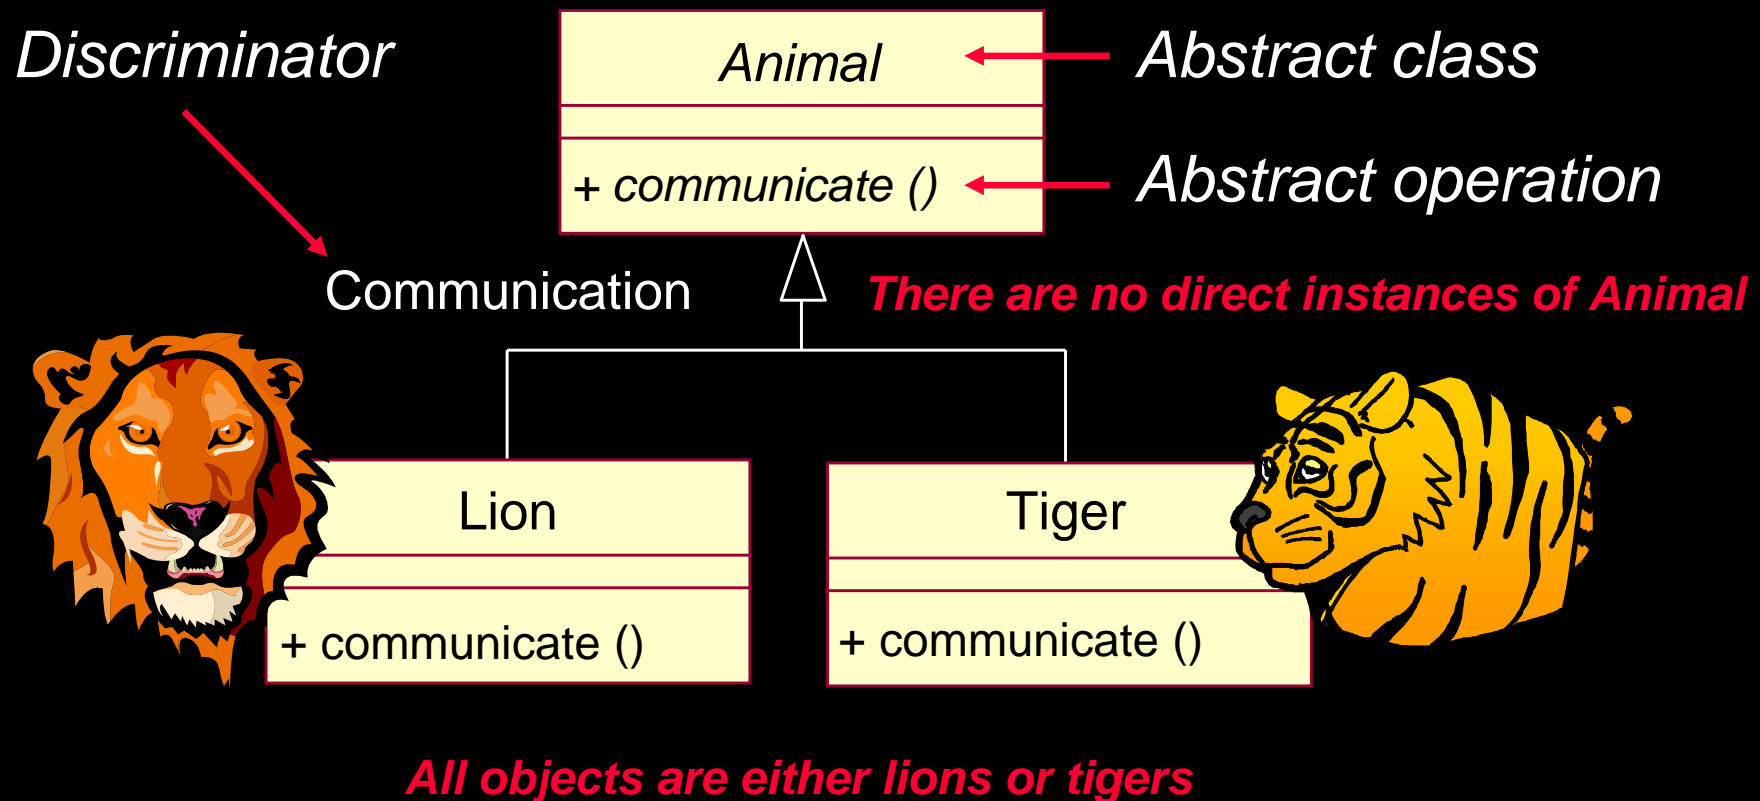 Discriminator
Animal
Abstract class
+ communicate ()
Abstract operation
Communication
There are no direct instances of Animal
Lion
Tiger
+ communicate ()
+ communicate ()
All objects are either lions or tigers